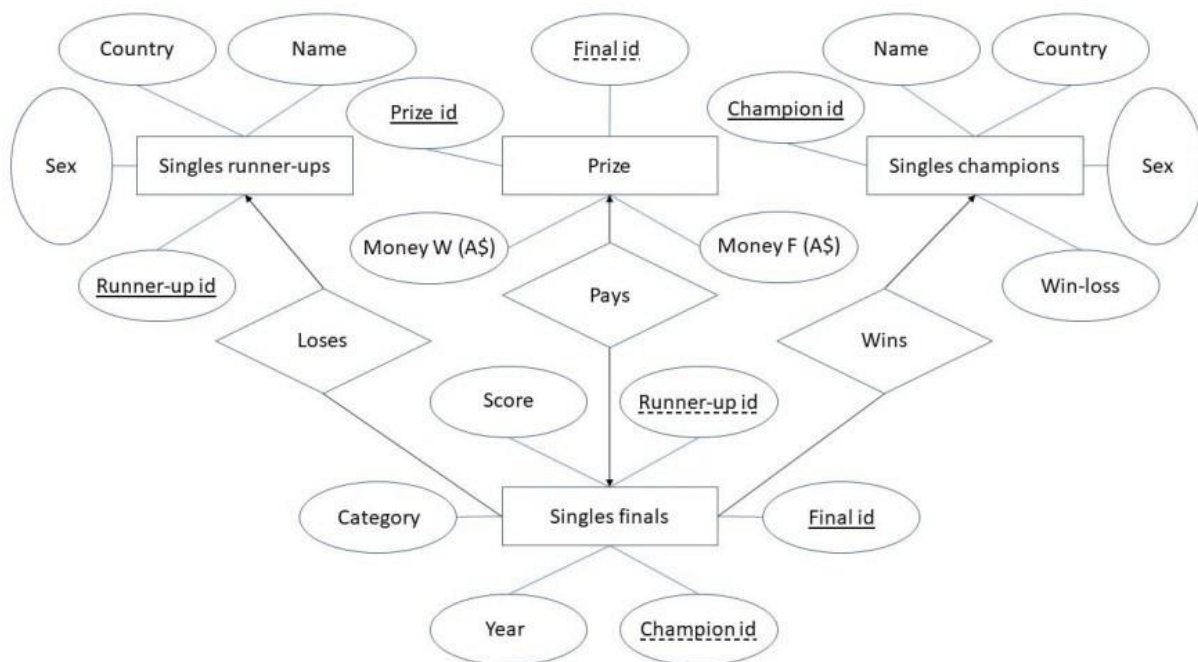 Country
Name
Final id
Name
Country
Prize id
Champion id
Sex
Singles runner-ups
Prize
Singles champions
Sex
Money W (A$)
Money F (A$)
Runner-up id
Win-loss
Pays
Loses
Wins
Score
Runner-up id
Category
Singles finals
Final id
Year
Champion id